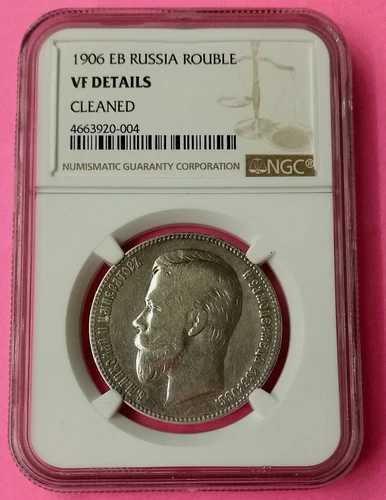 1906 EB RUSSIA ROUBLE
VF DETAILS
CLEANED
4663920-004
NUMISMATIC GUARANTY CORPORATION NGC®